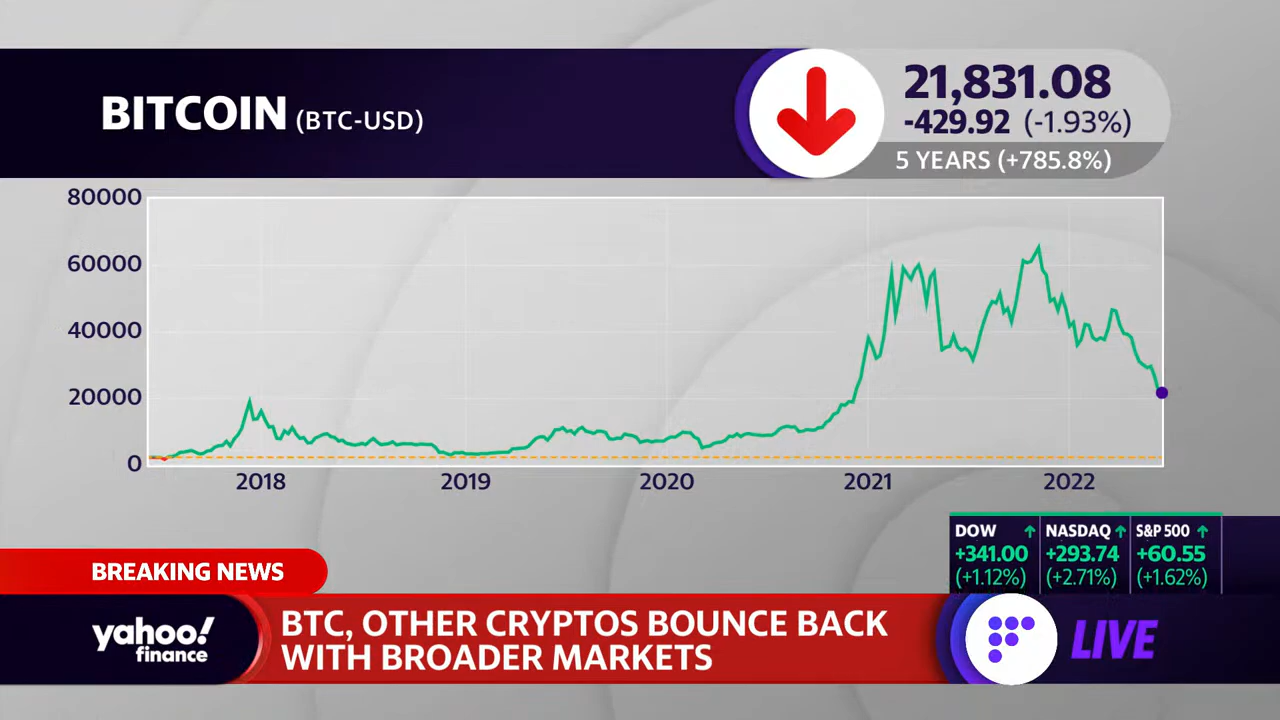 BITCOIN (BTC-USD)
21,831.08
-429.92 (-1.93%)
5 YEARS (+785.8%)
80000
60000
40000
20000
0
2018 2019 2020 2021 2022
DOW NASDAQ S&P 500
+341.00 +293.74 +60.55
(+1.12%) (+2.71%) (+1.62%)
BREAKING NEWS
yahoo!
finance
BTC, OTHER CRYPTOS BOUNCE BACK
WITH BROADER MARKETS
LIVE